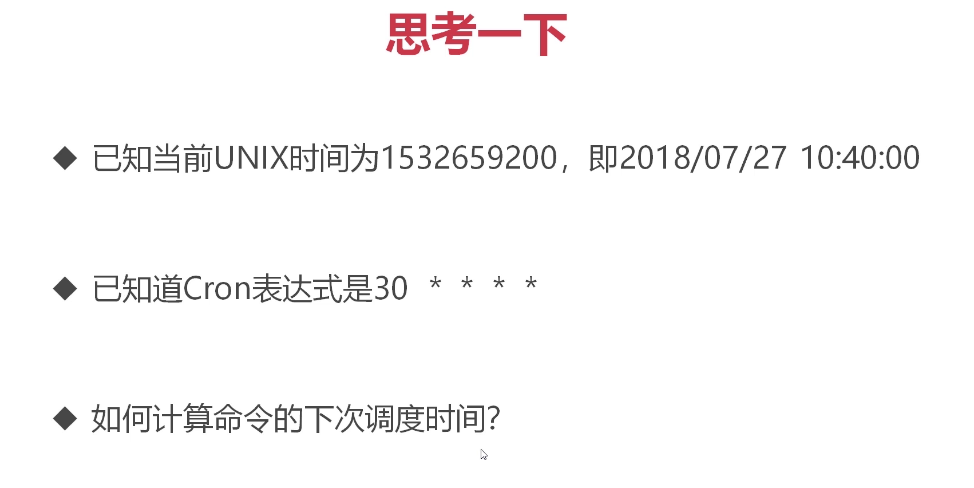 思考一下
◆ 已知当前UNIX时间为1532659200，即2018/07/27 10:40:00
◆ 已知道Cron表达式是30 * * * *
◆ 如何计算命令的下次调度时间?